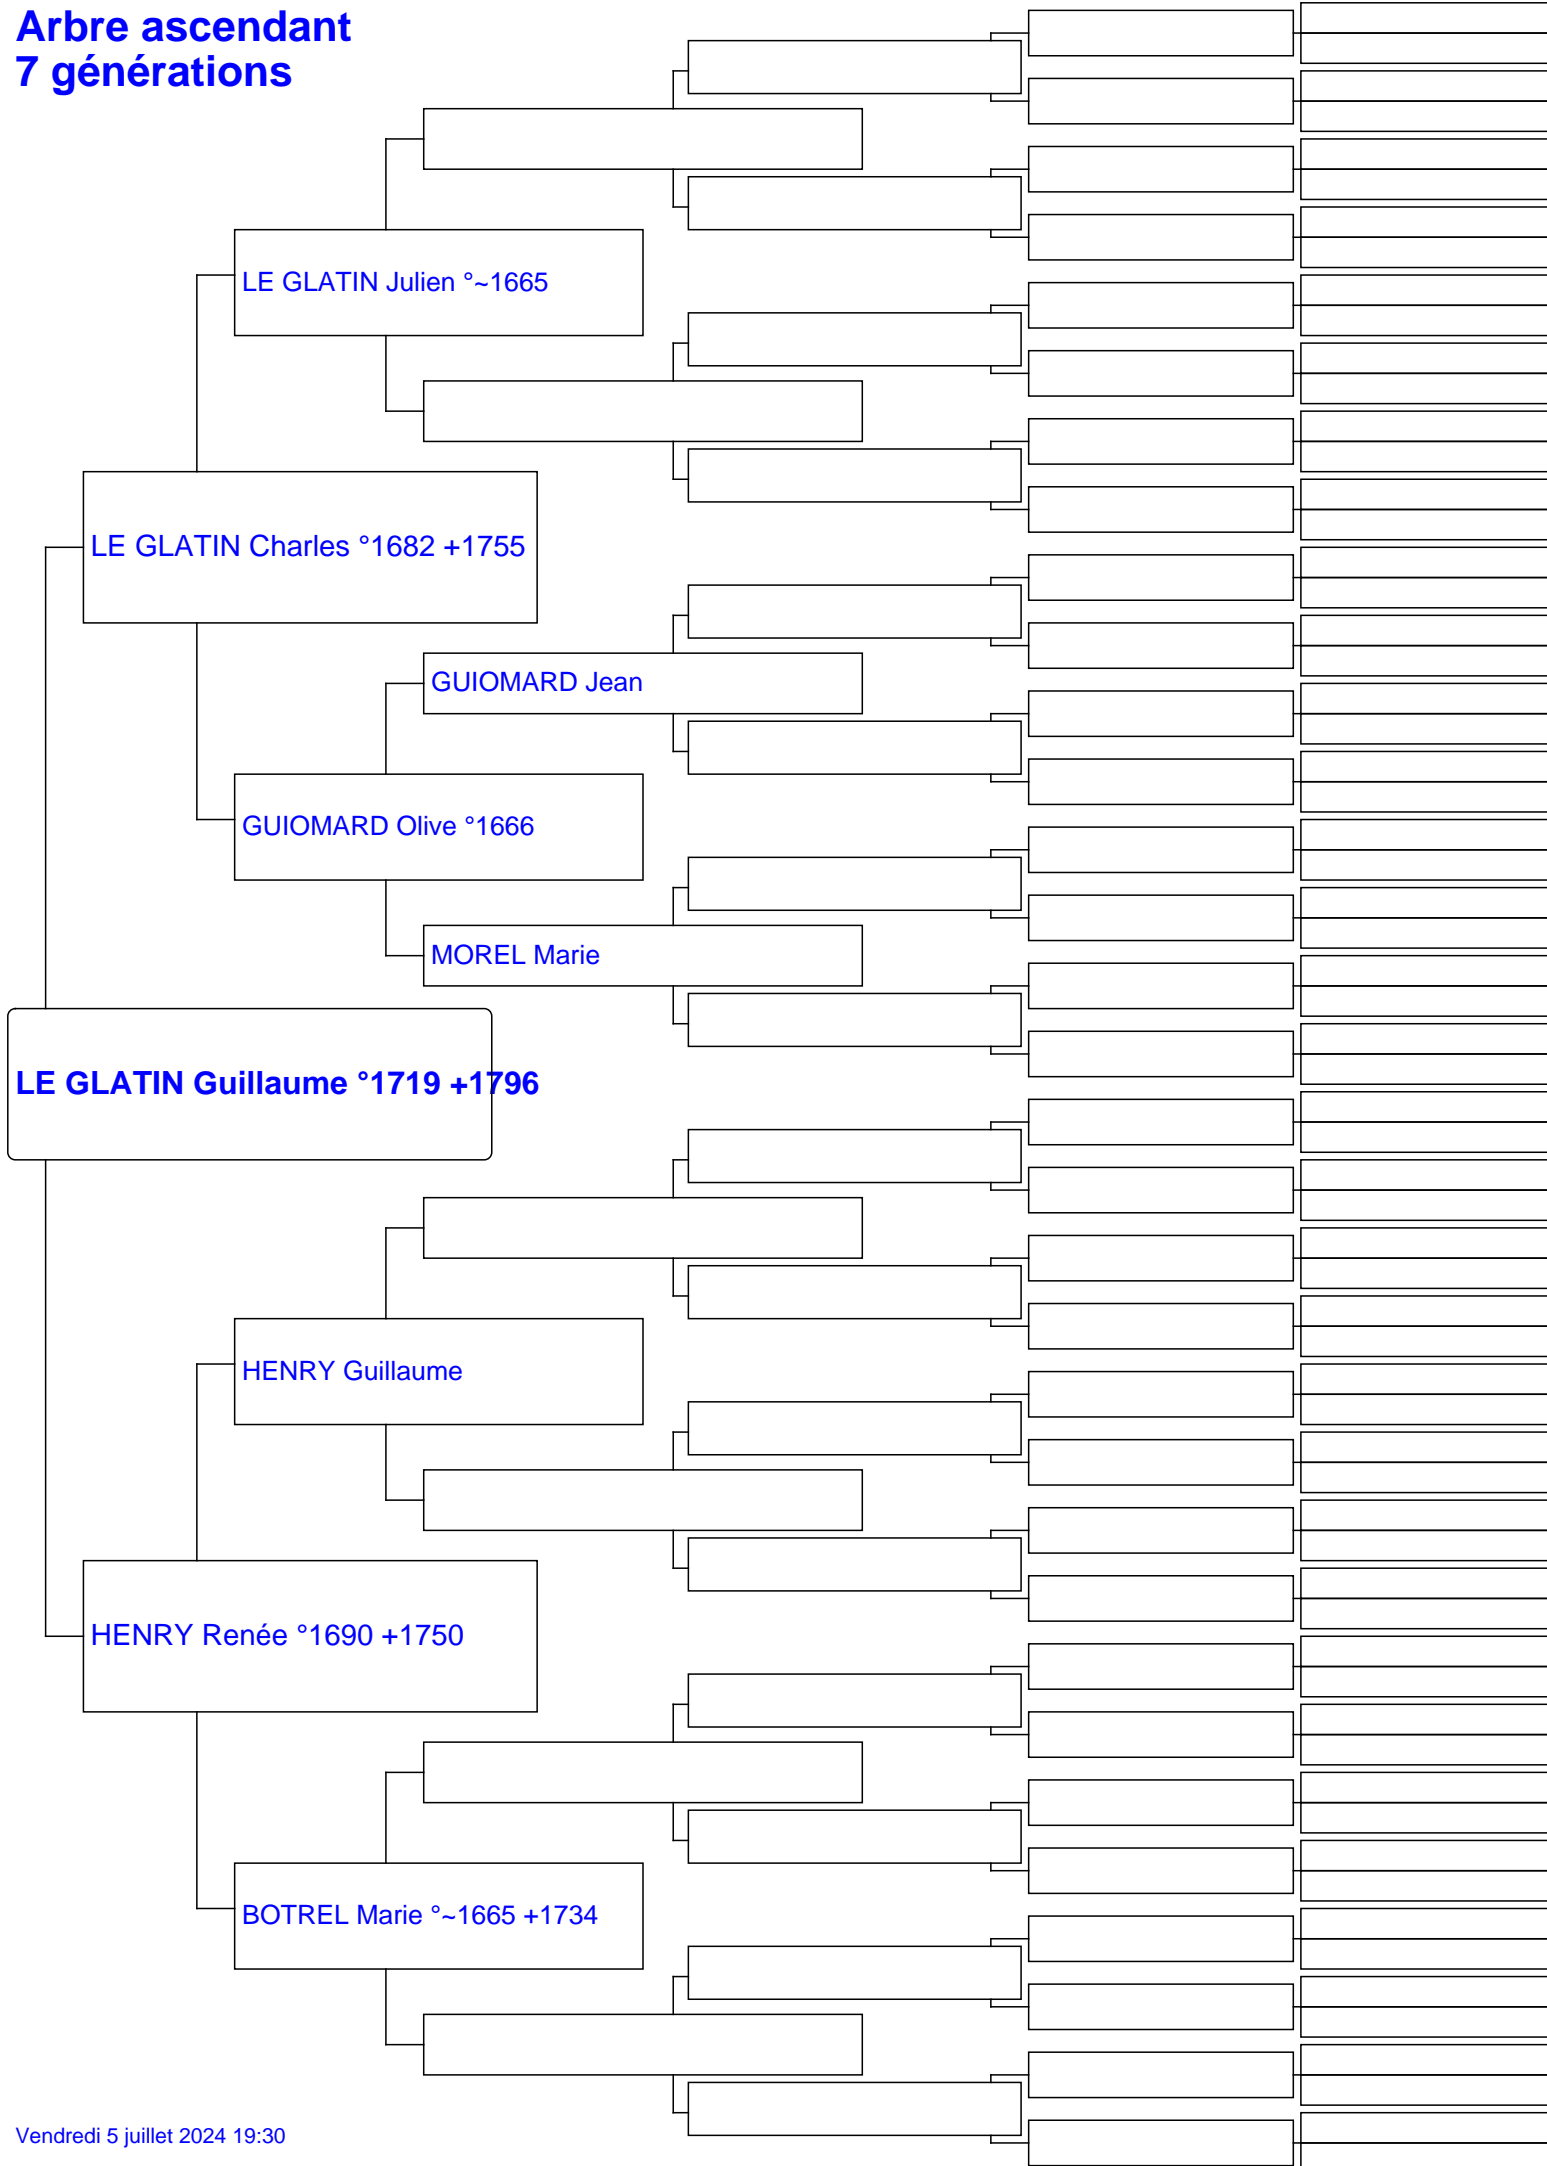 Arbre ascendant
7 générations
LE GLATIN Julien °~1665
LE GLATIN Charles °1682 +1755
GUIOMARD Jean
GUIOMARD Olive °1666
MOREL Marie
LE GLATIN Guillaume °1719 +1796
HENRY Guillaume
HENRY Renée °1690 +1750
BOTREL Marie °~1665 +1734
Vendredi 5 juillet 2024 19:30